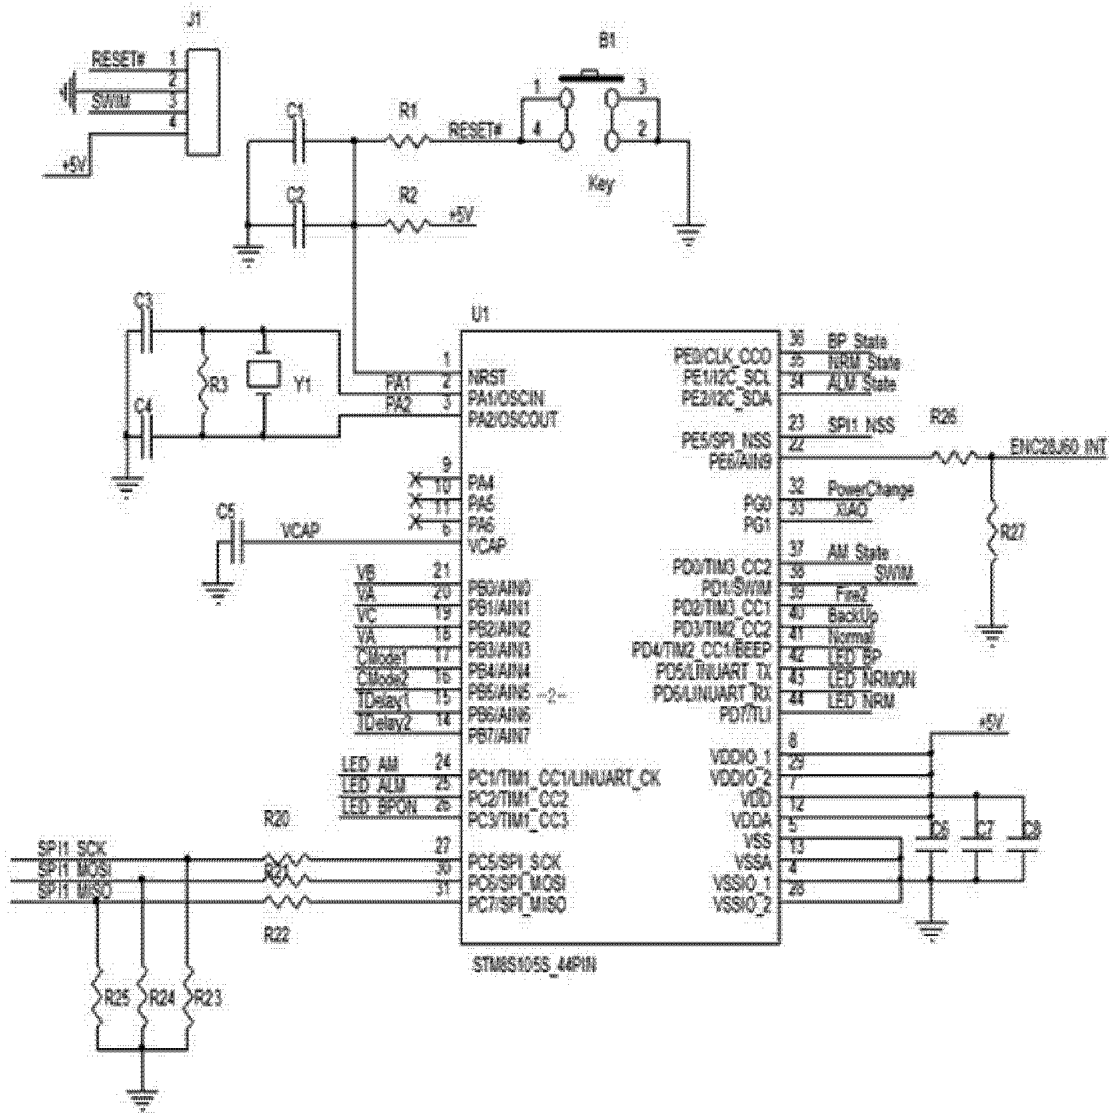 J1
RESET# 1
2
SWIM 3
4
+5V
B1
1 3
4 2
Key
C1 R1 RESET#
C2 R2 +5V
C3
R3 Y1
C4
U1
1 NRST
PA1 2 PA1/OSCIN
PA2 3 PA2/OSCOUT
9 PA4
10 PA5
11 PA6
C5 VCAP 6 VCAP
VB 21 PB0/AIN0
VA 20 PB1/AIN1
VC 19 PB2/AIN2
VA 18 PB3/AIN3
CMode1 17 PB4/AIN4
CMode2 16 PB5/AIN5
-2-
TDelay1 15 PB6/AIN6
TDelay2 14 PB7/AIN7
LED_AM 24 PC1/TIM1_CC1/LINUART_CK
LED_ALM 25 PC2/TIM1_CC2
LED_BPON 26 PC3/TIM1_CC3
R20
SPI1_SCK 27 PC5/SPI_SCK
SPI1_MOSI R21 30 PC6/SPI_MOSI
SPI1_MISO 31 PC7/SPI_MISO
R22
R25 R24 R23
PE0/CLK_CCO 36 BP_State
PE1/I2C_SCL 35 NRM_State
PE2/I2C_SDA 34 ALM_State
PE5/SPI_NSS 23 SPI1_NSS
PE6/AIN9 22 R26 ENC28J60_INT
R27
PG0 32 PowerChange
PG1 33 XIAO
PD0/TIM3_CC2 37 AM_State
PD1/SWIM 38 SWIM
PD2/TIM3_CC1 39 Fire2
PD3/TIM2_CC2 40 BackUp
PD4/TIM2_CC1/BEEP 41 Normal
PD5/LINUART_TX 42 LED_BP
PD6/LINUART_RX 43 LED_NRMON
PD7/TLI 44 LED_NRM
+5V
VDDIO_1 8
VDDIO_2 29
VDD 7
VDDA 12
VSS 5
VSSA 13
VSSIO_1 4
VSSIO_2 28
C6 C7 C8
STM8S105S_44PIN